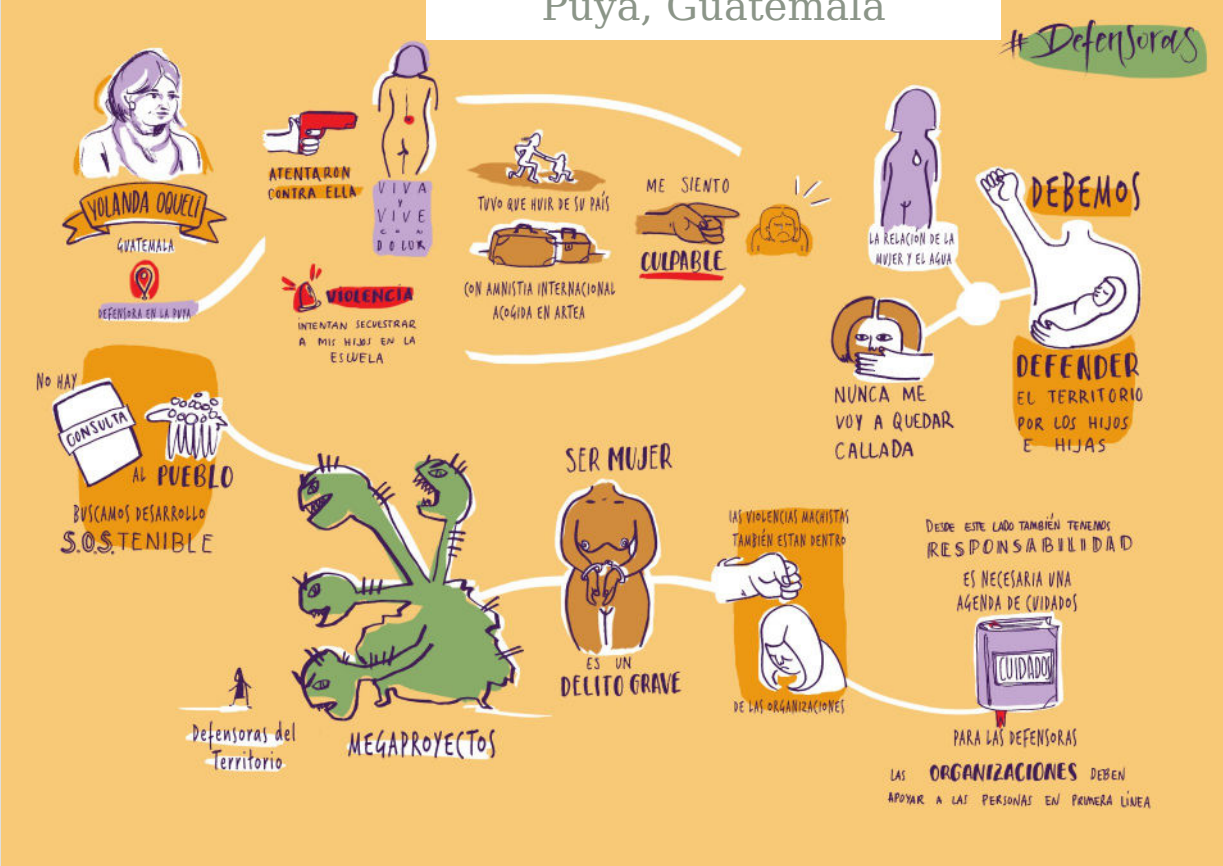 Puya, Guatemala
# Defensoras
YOLANDA OQUELI
GUATEMALA
DEFENSORA EN LA PUYA
ATENTARON
CONTRA ELLA
VIVA
Y
VIVE
CON
DOLOR
VIOLENCIA
INTENTAN SECUESTRAR
A MIS HIJOS EN LA
ESCUELA
TUVO QUE HUIR DE SU PAÍS
CON AMNISTIA INTERNACIONAL
ACOGIDA EN ARTEA
ME SIENTO
CULPABLE
LA RELACIÓN DE LA
MUJER Y EL AGUA
NUNCA ME
VOY A QUEDAR
CALLADA
DEBEMOS
DEFENDER
EL TERRITORIO
POR LOS HIJOS
E HIJAS
NO HAY
CONSULTA
AL PUEBLO
BUSCAMOS DESARROLLO
S.O.S.TENIBLE
Defensoras del
Territorio
MEGAPROYECTOS
SER MUJER
ES UN
DELITO GRAVE
LAS VIOLENCIAS MACHISTAS
TAMBIÉN ESTAN DENTRO
DE LAS ORGANIZACIONES
DESDE ESTE LADO TAMBIÉN TENEMOS
RESPONSABILIDAD
ES NECESARIA UNA
AGENDA DE CUIDADOS
CUIDADOS
PARA LAS DEFENSORAS
LAS ORGANIZACIONES DEBEN
APOYAR A LAS PERSONAS EN PRIMERA LÍNEA